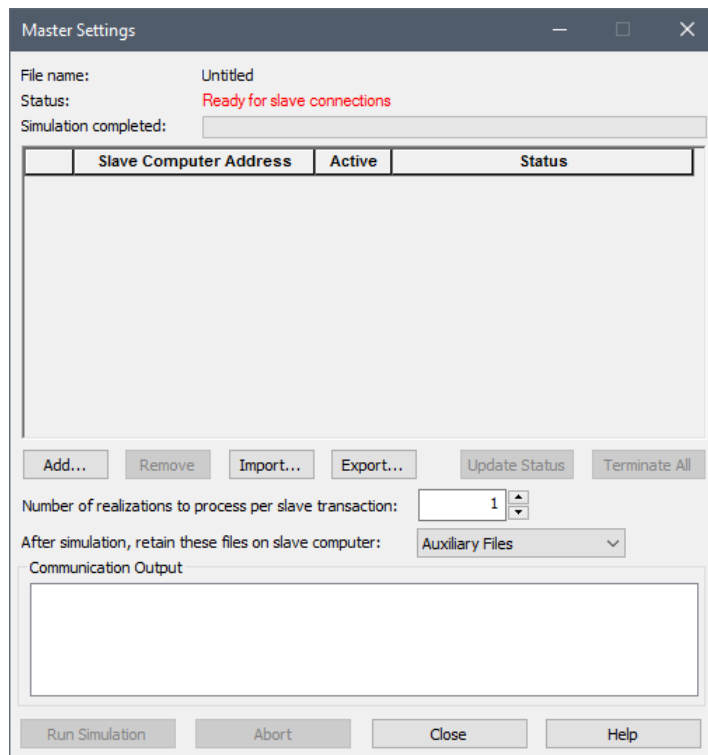 Master Settings
File name: Untitled
Status: Ready for slave connections
Simulation completed:
Slave Computer Address Active Status
Add... Remove Import... Export... Update Status Terminate All
Number of realizations to process per slave transaction: 1
After simulation, retain these files on slave computer: Auxiliary Files
Communication Output
Run Simulation Abort Close Help